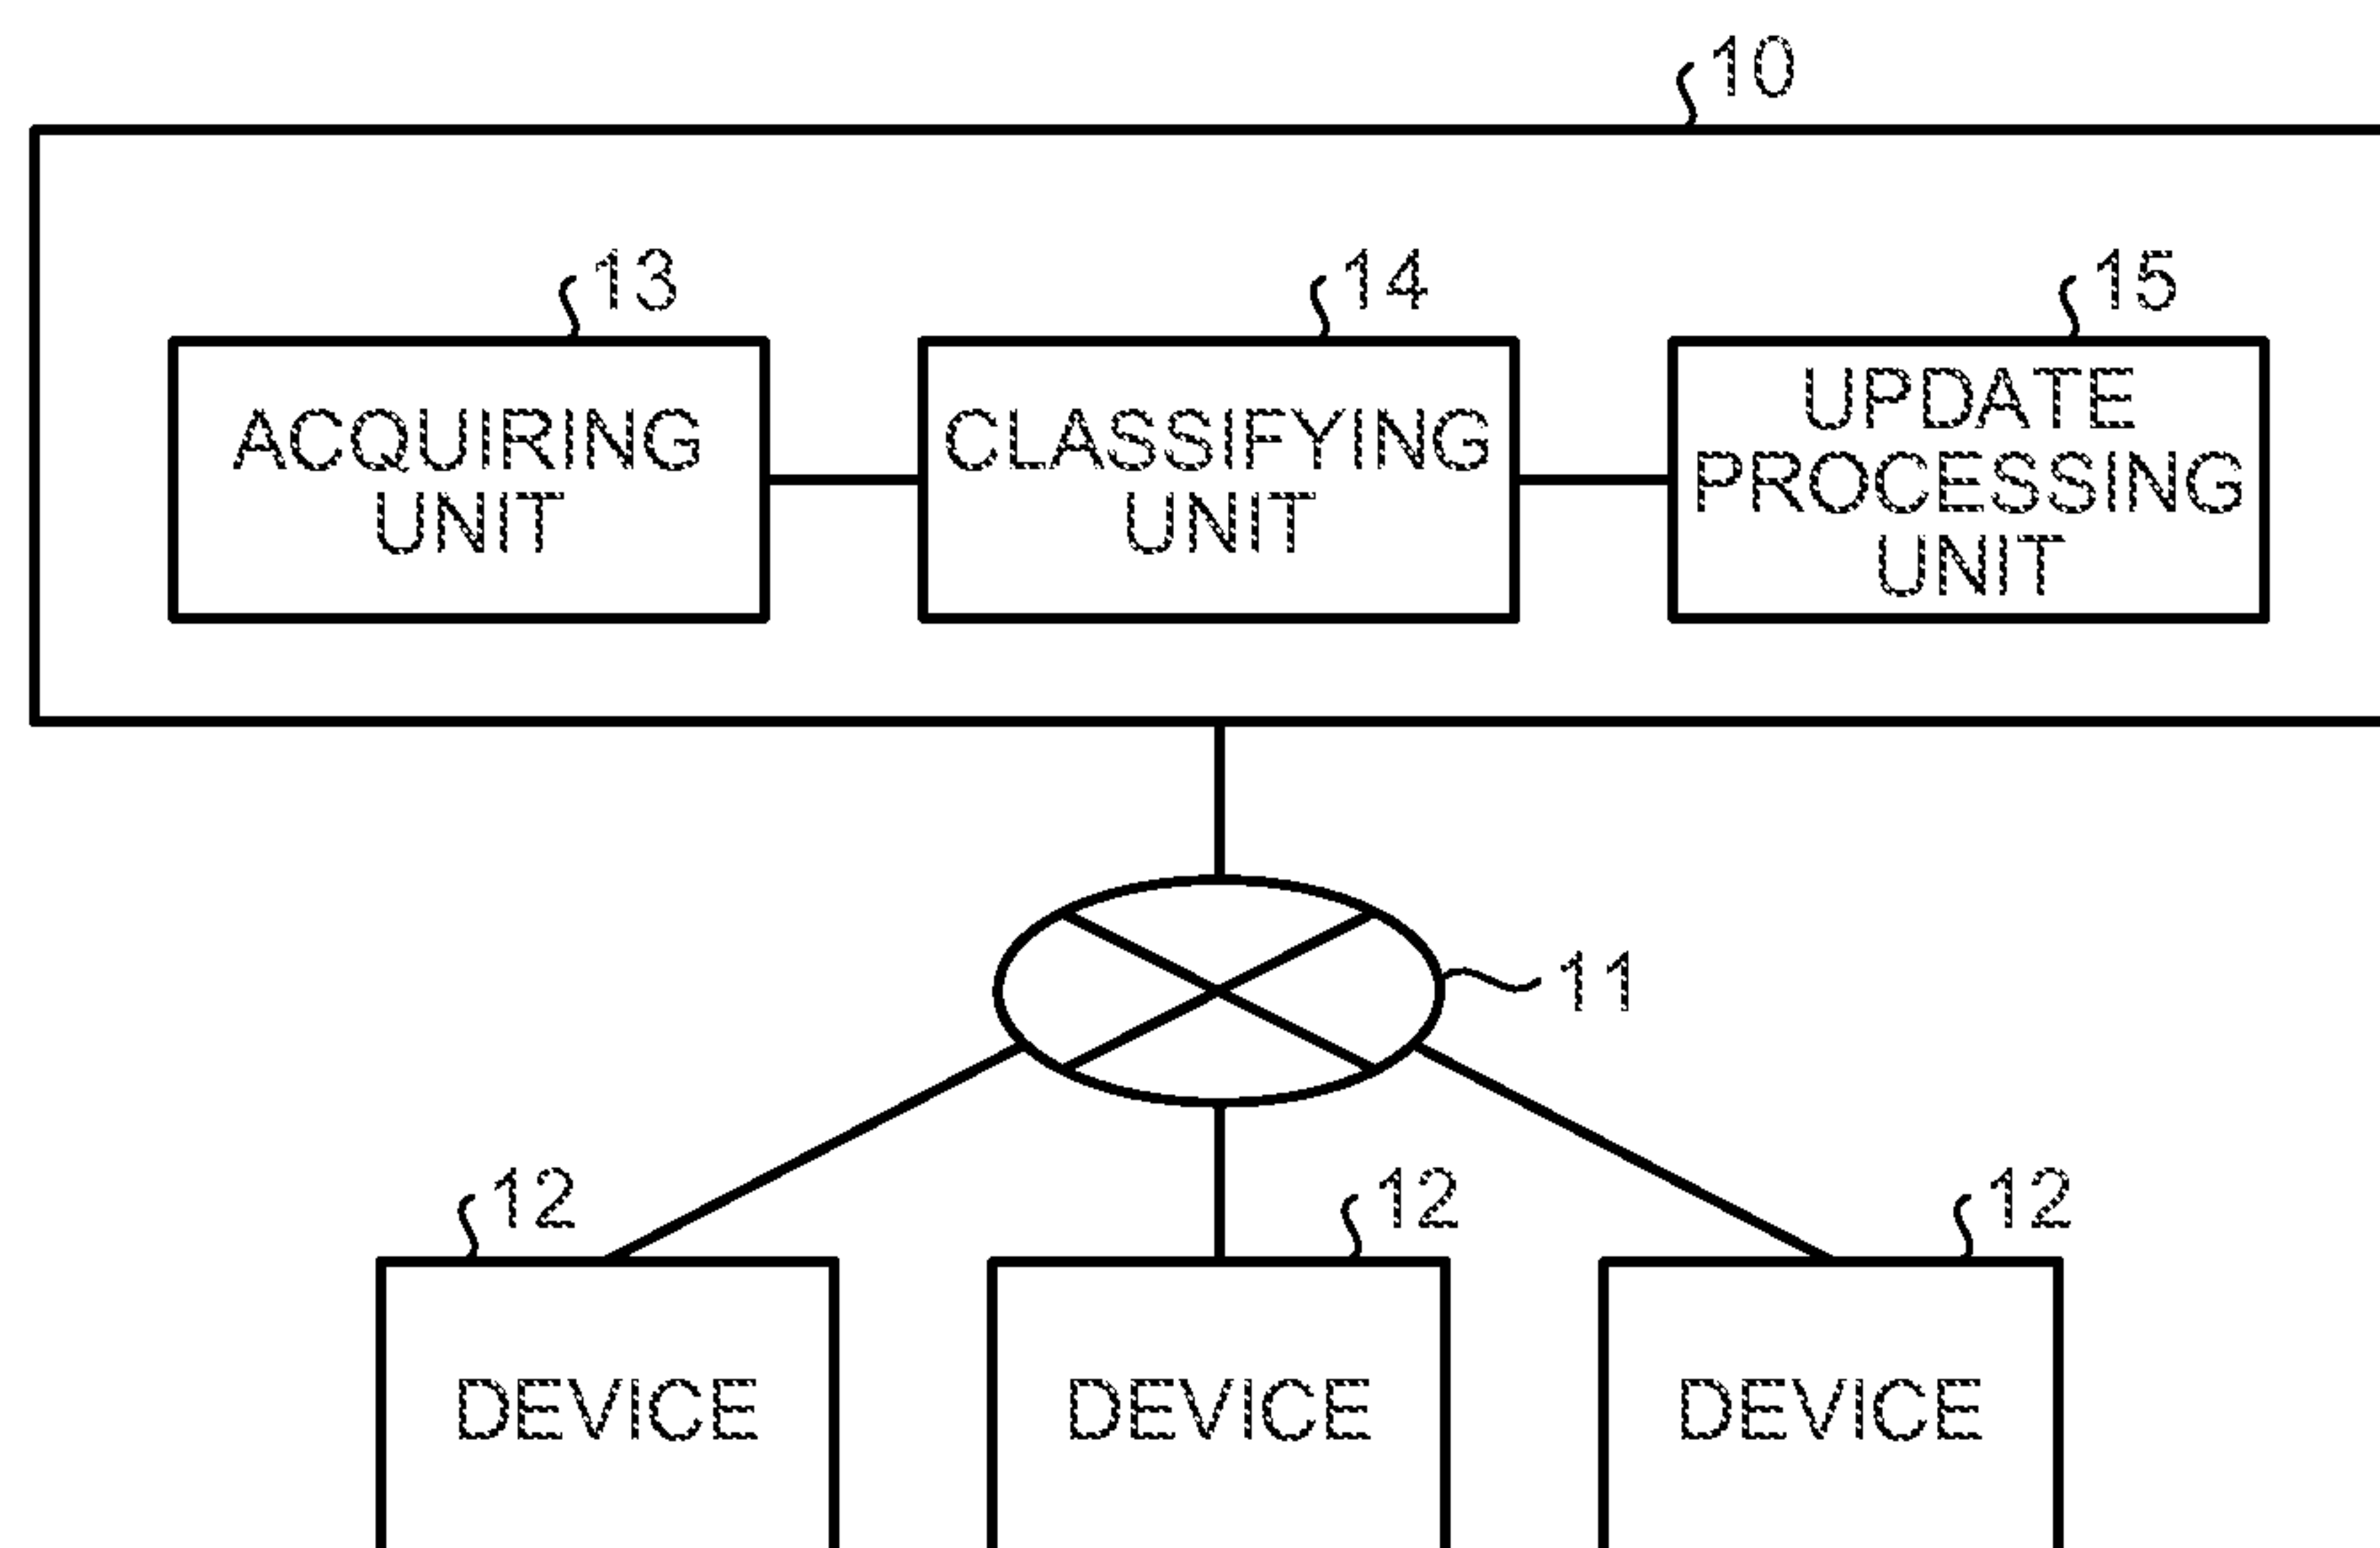 10
13
14
15
ACQUIRING
UNIT
CLASSIFYING
UNIT
UPDATE
PROCESSING
UNIT
11
12
12
12
DEVICE
DEVICE
DEVICE